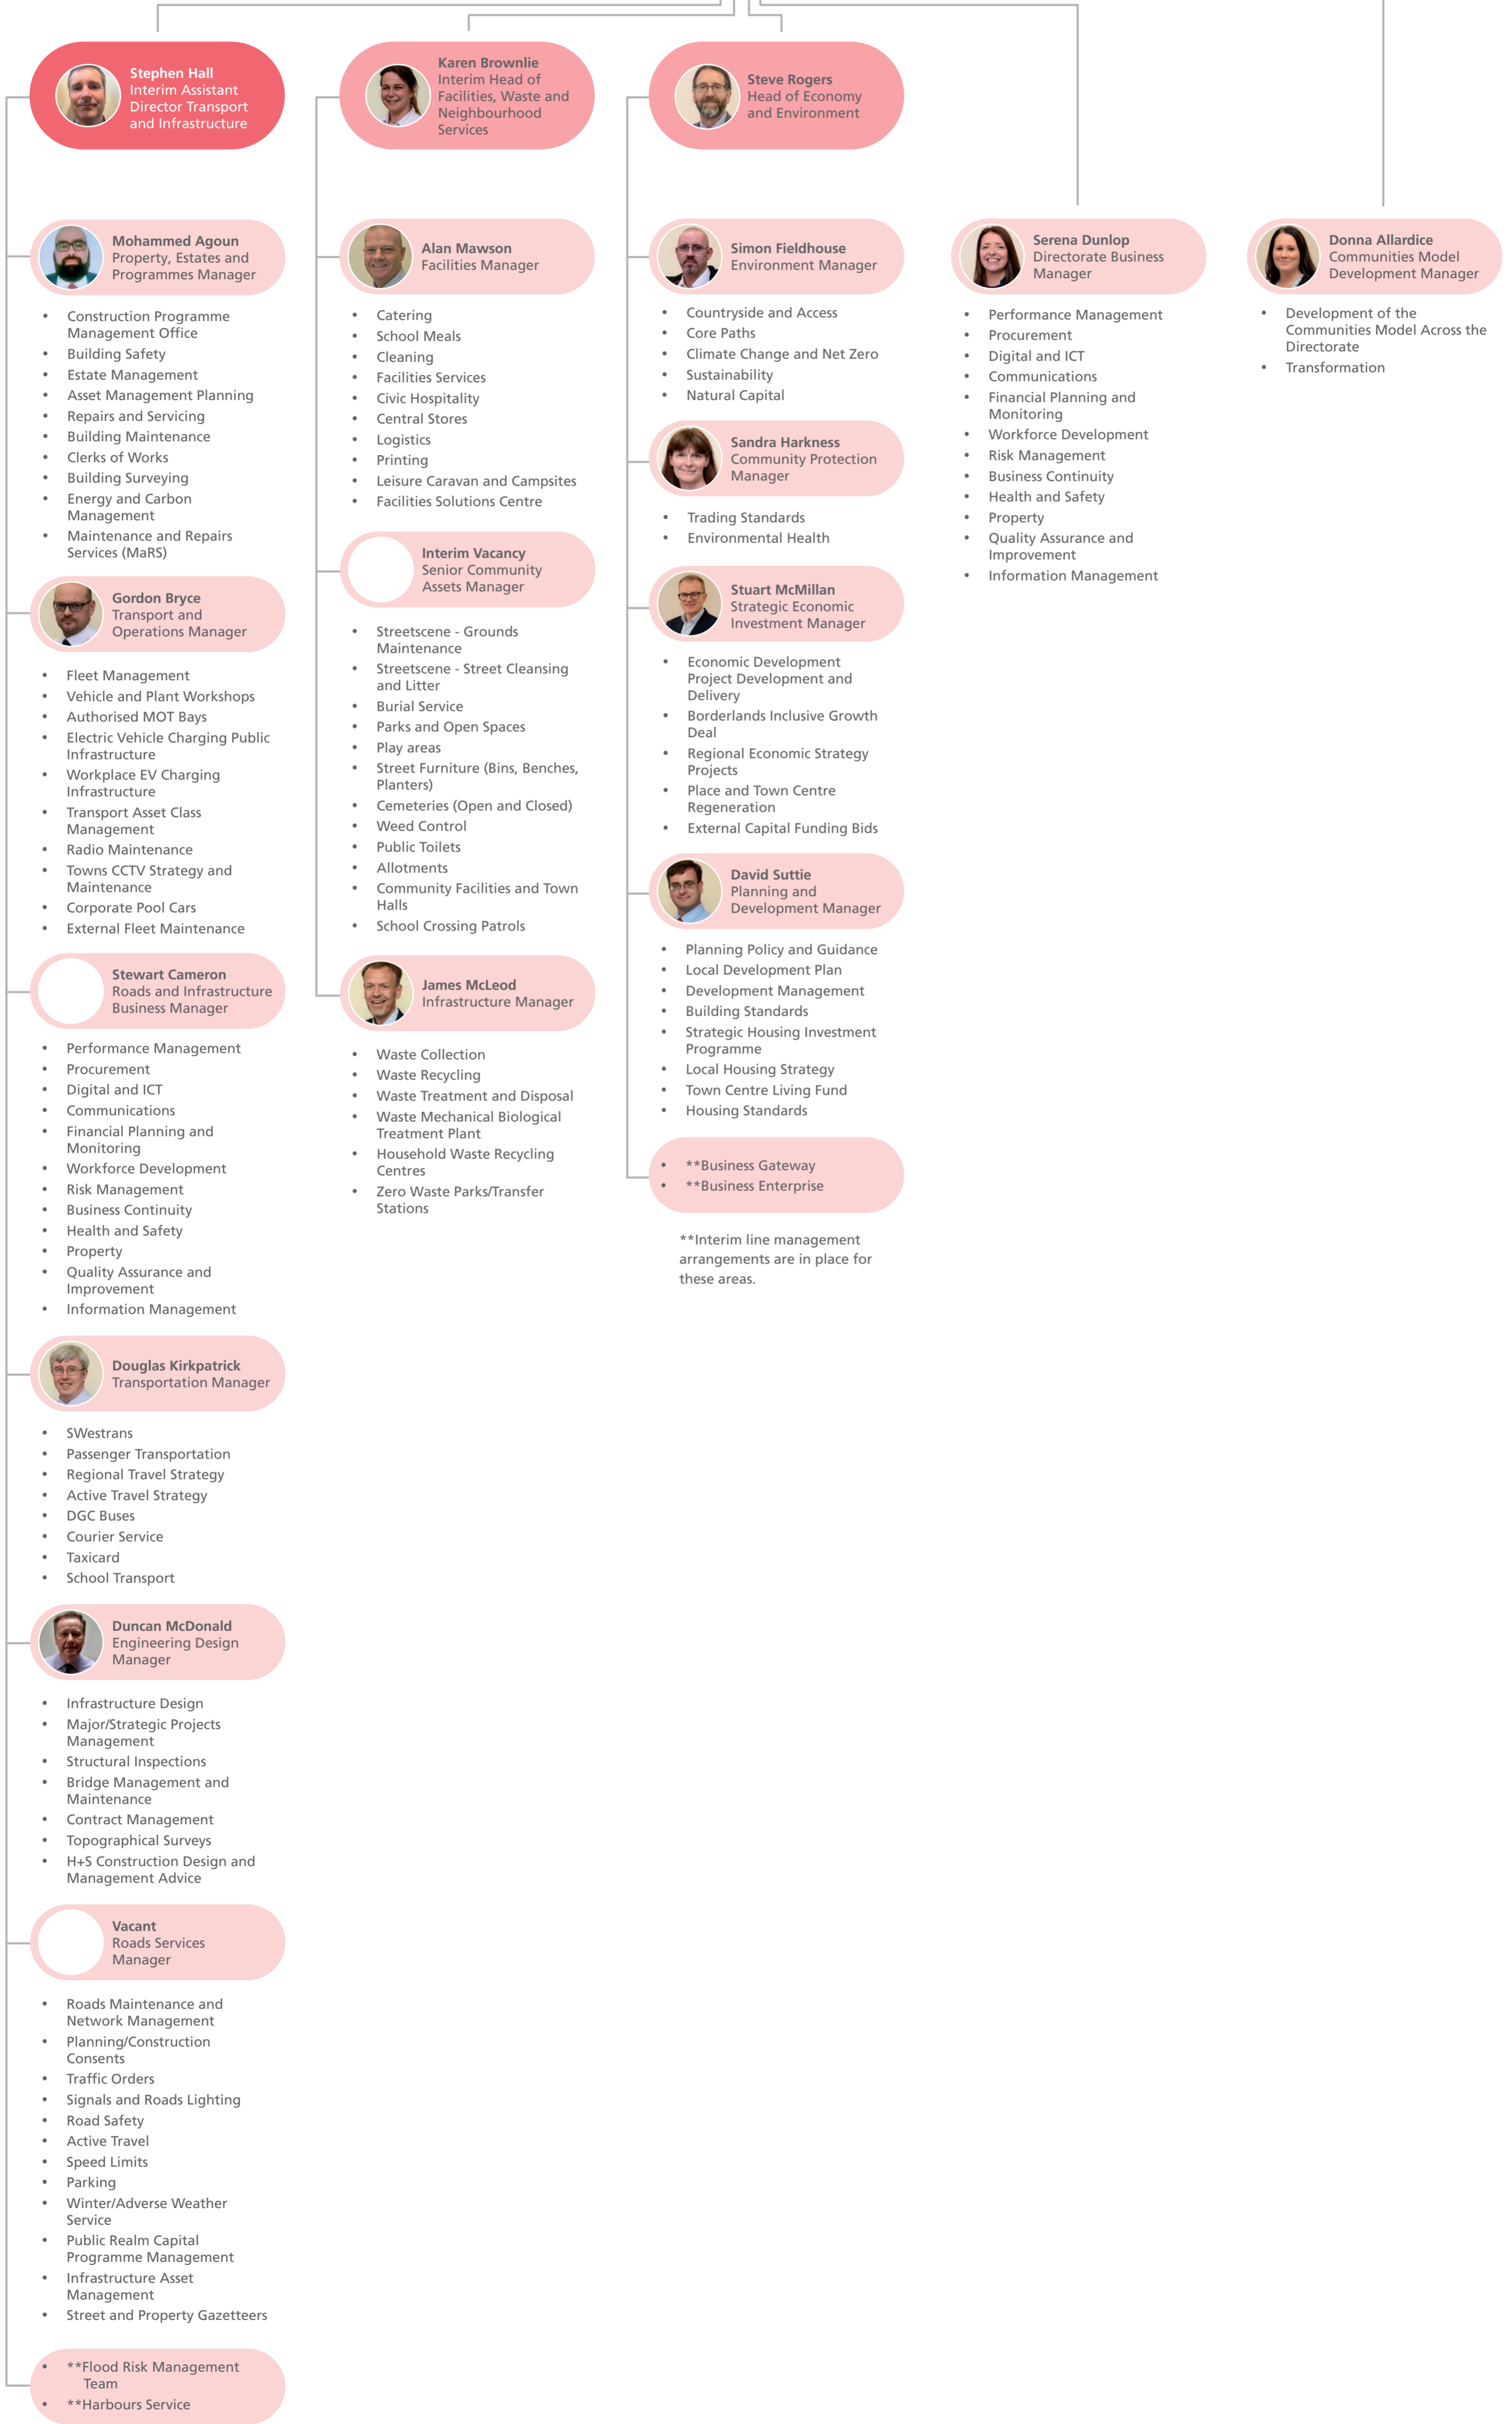 Stephen Hall
Interim Assistant
Director Transport
and Infrastructure
Mohammed Agoun
Property, Estates and
Programmes Manager
• Construction Programme
Management Office
• Building Safety
• Estate Management
• Asset Management Planning
• Repairs and Servicing
• Building Maintenance
• Clerks of Works
• Building Surveying
• Energy and Carbon
Management
• Maintenance and Repairs
Services (MaRS)
Gordon Bryce
Transport and
Operations Manager
• Fleet Management
• Vehicle and Plant Workshops
• Authorised MOT Bays
• Electric Vehicle Charging Public
Infrastructure
• Workplace EV Charging
Infrastructure
• Transport Asset Class
Management
• Radio Maintenance
• Towns CCTV Strategy and
Maintenance
• Corporate Pool Cars
• External Fleet Maintenance
Stewart Cameron
Roads and Infrastructure
Business Manager
• Performance Management
• Procurement
• Digital and ICT
• Communications
• Financial Planning and
Monitoring
• Workforce Development
• Risk Management
• Business Continuity
• Health and Safety
• Property
• Quality Assurance and
Improvement
• Information Management
Douglas Kirkpatrick
Transportation Manager
• SWestrans
• Passenger Transportation
• Regional Travel Strategy
• Active Travel Strategy
• DGC Buses
• Courier Service
• Taxicard
• School Transport
Duncan McDonald
Engineering Design
Manager
• Infrastructure Design
• Major/Strategic Projects
Management
• Structural Inspections
• Bridge Management and
Maintenance
• Contract Management
• Topographical Surveys
• H+S Construction Design and
Management Advice
Vacant
Roads Services
Manager
• Roads Maintenance and
Network Management
• Planning/Construction
Consents
• Traffic Orders
• Signals and Roads Lighting
• Road Safety
• Active Travel
• Speed Limits
• Parking
• Winter/Adverse Weather
Service
• Public Realm Capital
Programme Management
• Infrastructure Asset
Management
• Street and Property Gazetteers
• **Flood Risk Management
Team
• **Harbours Service
Karen Brownlie
Interim Head of
Facilities, Waste and
Neighbourhood
Services
Alan Mawson
Facilities Manager
• Catering
• School Meals
• Cleaning
• Facilities Services
• Civic Hospitality
• Central Stores
• Logistics
• Printing
• Leisure Caravan and Campsites
• Facilities Solutions Centre
Interim Vacancy
Senior Community
Assets Manager
• Streetscene - Grounds
Maintenance
• Streetscene - Street Cleansing
and Litter
• Burial Service
• Parks and Open Spaces
• Play areas
• Street Furniture (Bins, Benches,
Planters)
• Cemeteries (Open and Closed)
• Weed Control
• Public Toilets
• Allotments
• Community Facilities and Town
Halls
• School Crossing Patrols
James McLeod
Infrastructure Manager
• Waste Collection
• Waste Recycling
• Waste Treatment and Disposal
• Waste Mechanical Biological
Treatment Plant
• Household Waste Recycling
Centres
• Zero Waste Parks/Transfer
Stations
Steve Rogers
Head of Economy
and Environment
Simon Fieldhouse
Environment Manager
• Countryside and Access
• Core Paths
• Climate Change and Net Zero
• Sustainability
• Natural Capital
Sandra Harkness
Community Protection
Manager
• Trading Standards
• Environmental Health
Stuart McMillan
Strategic Economic
Investment Manager
• Economic Development
Project Development and
Delivery
• Borderlands Inclusive Growth
Deal
• Regional Economic Strategy
Projects
• Place and Town Centre
Regeneration
• External Capital Funding Bids
David Suttie
Planning and
Development Manager
• Planning Policy and Guidance
• Local Development Plan
• Development Management
• Building Standards
• Strategic Housing Investment
Programme
• Local Housing Strategy
• Town Centre Living Fund
• Housing Standards
• **Business Gateway
• **Business Enterprise
**Interim line management
arrangements are in place for
these areas.
Serena Dunlop
Directorate Business
Manager
• Performance Management
• Procurement
• Digital and ICT
• Communications
• Financial Planning and
Monitoring
• Workforce Development
• Risk Management
• Business Continuity
• Health and Safety
• Property
• Quality Assurance and
Improvement
• Information Management
Donna Allardice
Communities Model
Development Manager
• Development of the
Communities Model Across the
Directorate
• Transformation